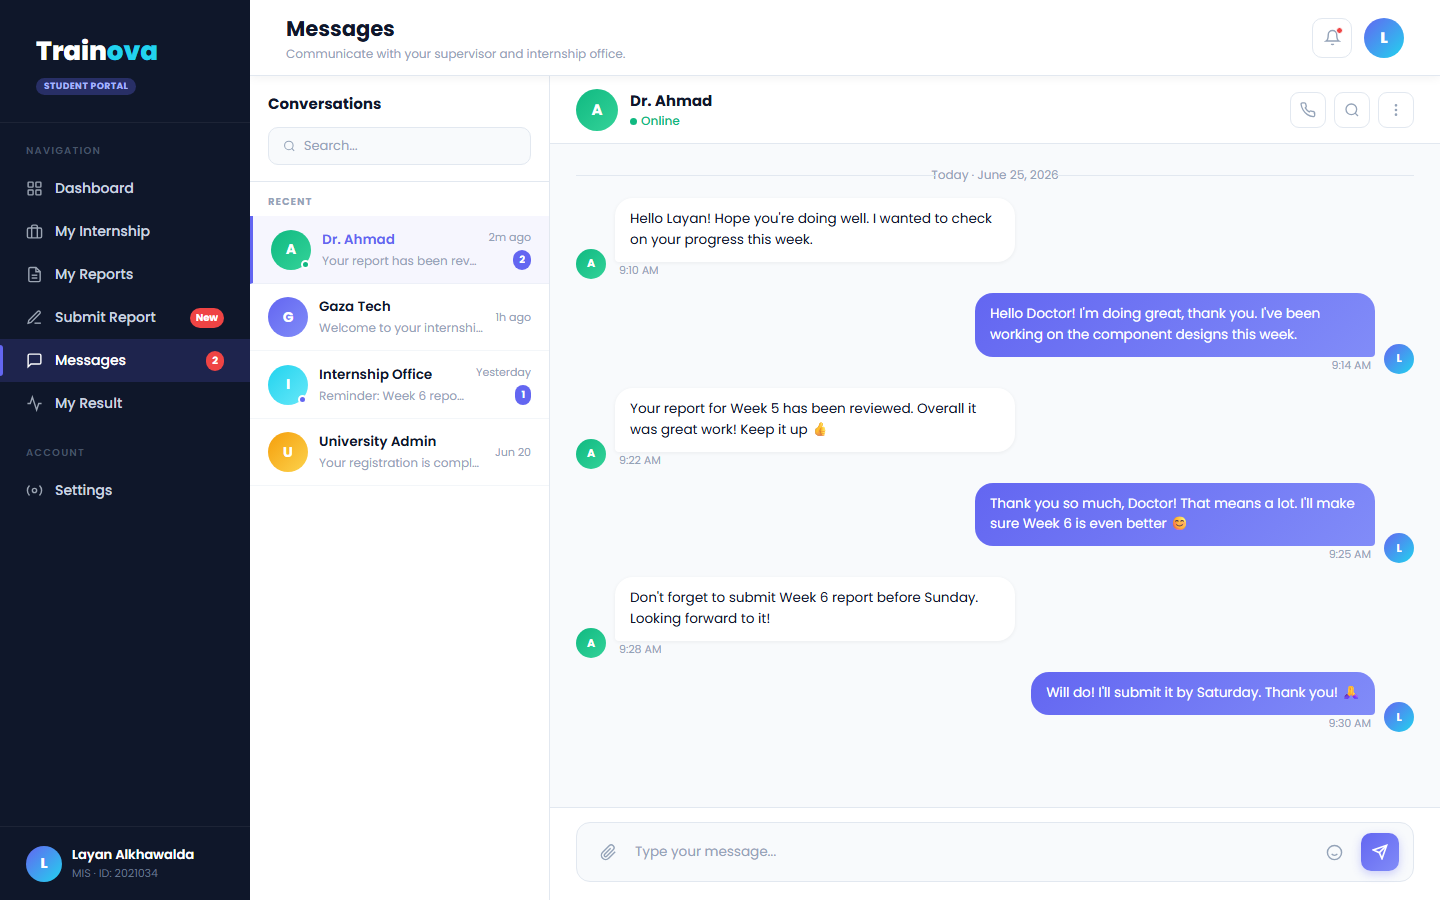 Trainova
STUDENT PORTAL
NAVIGATION
Dashboard
My Internship
My Reports
Submit Report
New
Messages
2
My Result
ACCOUNT
Settings
L
Layan Alkhawalda
MIS · ID: 2021034
Messages
Communicate with your supervisor and internship office.
L
Conversations
Search...
RECENT
A
Dr. Ahmad
2m ago
Your report has been rev...
2
G
Gaza Tech
1h ago
Welcome to your internshi...
I
Internship Office
Yesterday
Reminder: Week 6 repo...
1
U
University Admin
Jun 20
Your registration is compl...
A
Dr. Ahmad
Online
Today · June 25, 2026
Hello Layan! Hope you're doing well. I wanted to check
on your progress this week.
A
9:10 AM
Hello Doctor! I'm doing great, thank you. I've been
working on the component designs this week.
9:14 AM
L
Your report for Week 5 has been reviewed. Overall it
was great work! Keep it up 👍
A
9:22 AM
Thank you so much, Doctor! That means a lot. I'll make
sure Week 6 is even better 😊
9:25 AM
L
Don't forget to submit Week 6 report before Sunday.
Looking forward to it!
A
9:28 AM
Will do! I'll submit it by Saturday. Thank you! 🙏
9:30 AM
L
Type your message...